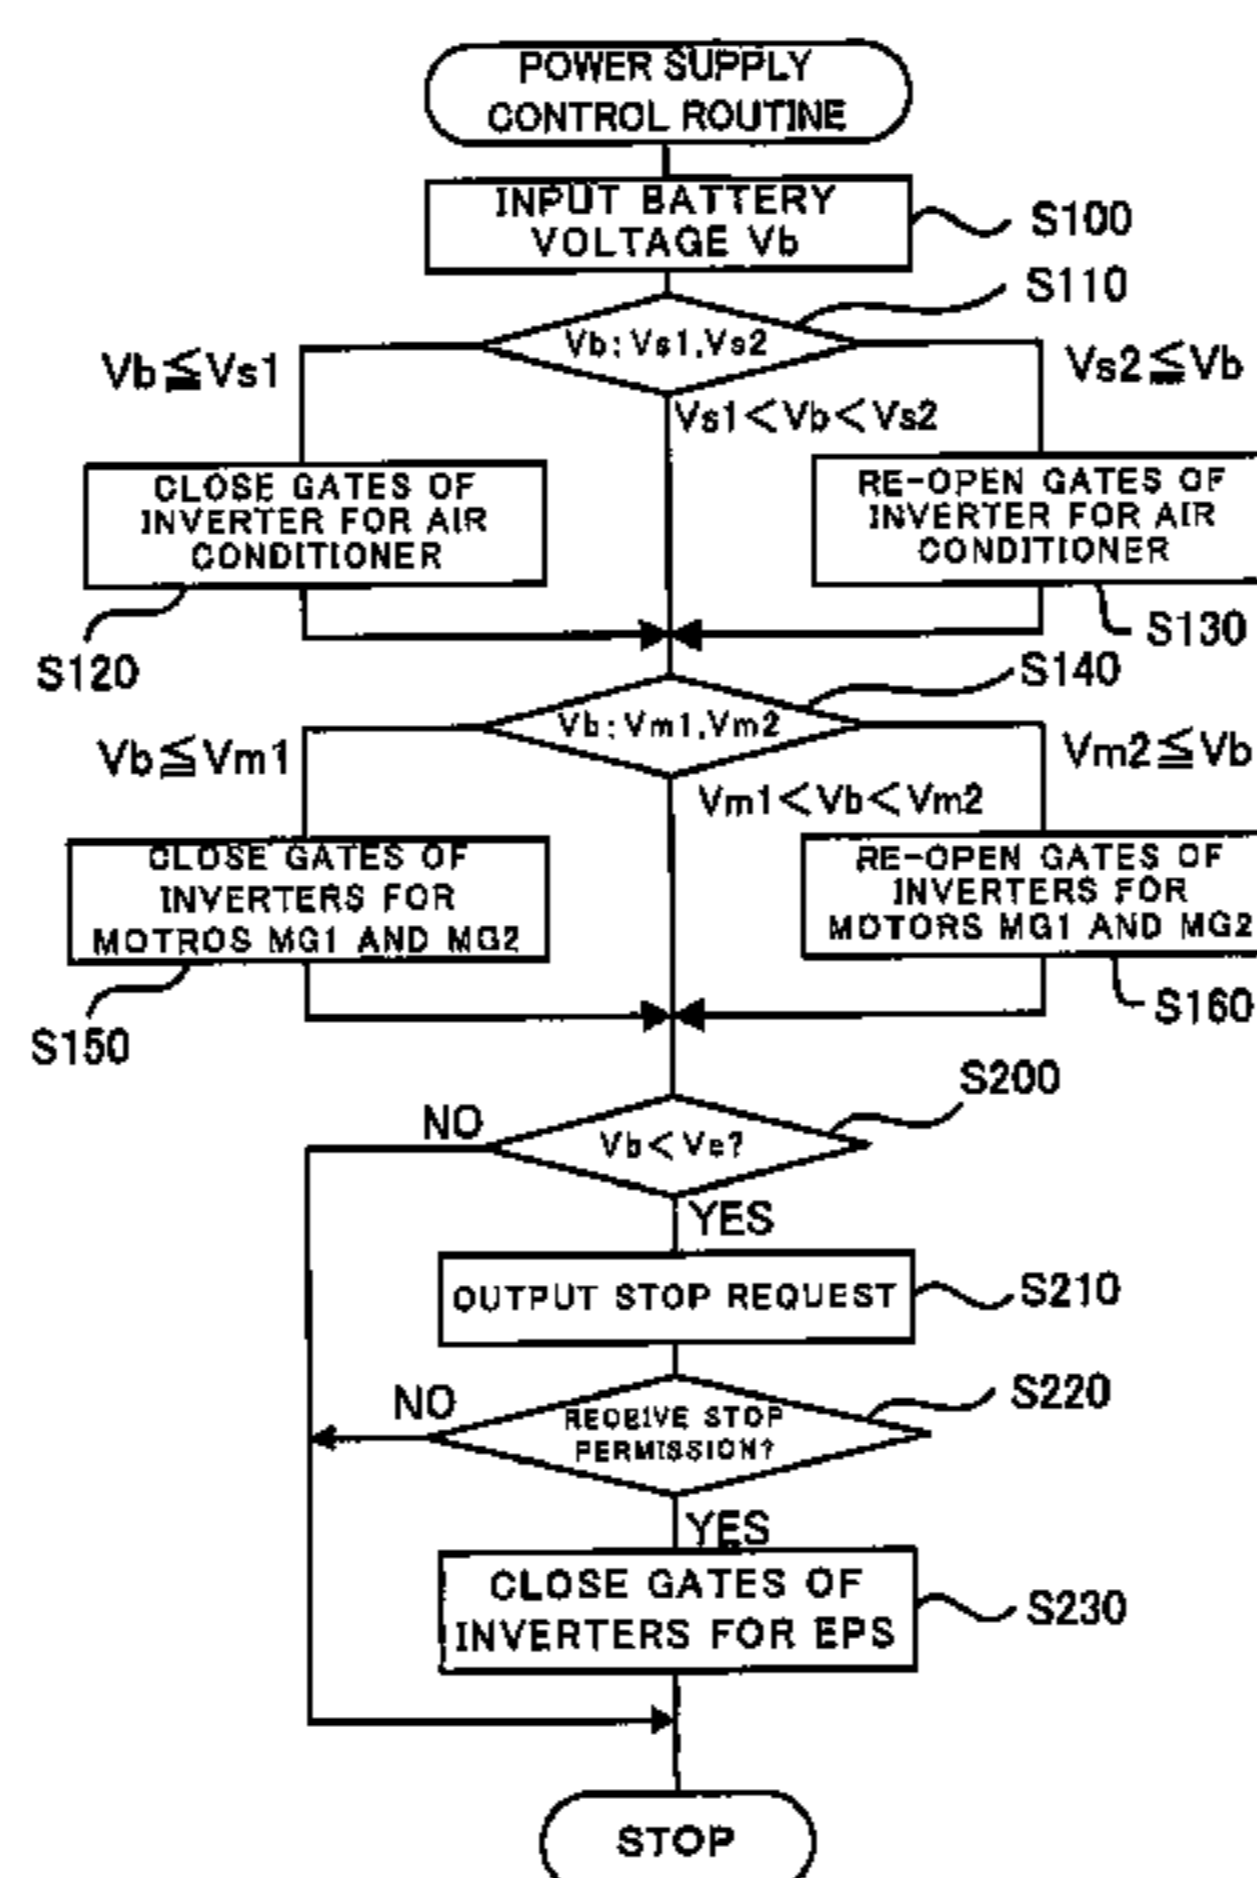 POWER SUPPLY
CONTROL ROUTINE
INPUT BATTERY
VOLTAGE Vb
S100
S110
Vb:Vs1,Vs2
Vb≦Vs1
Vs2≦Vb
Vs1<Vb<Vs2
CLOSE GATES OF
INVERTER FOR AIR
CONDITIONER
RE-OPEN GATES OF
INVERTER FOR AIR
CONDITIONER
S120
S130
S140
Vb:Vm1,Vm2
Vb≦Vm1
Vm2≦Vb
Vm1<Vb<Vm2
CLOSE GATES OF
INVERTERS FOR
MOTROS MG1 AND MG2
RE-OPEN GATES OF
INVERTERS FOR
MOTORS MG1 AND MG2
S150
S160
S200
NO
Vb<Ve?
YES
OUTPUT STOP REQUEST
S210
S220
NO
RECEIVE STOP
PERMISSION?
YES
CLOSE GATES OF
INVERTERS FOR EPS
S230
STOP